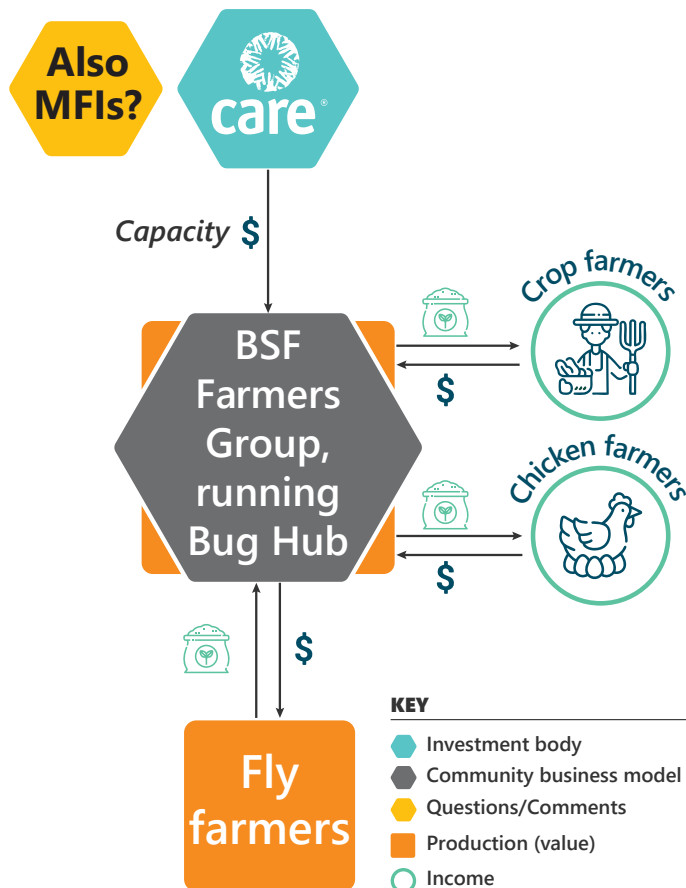 Also
MFIs?
care®
Capacity $
BSF
Farmers
Group,
running
Bug Hub
Crop farmers
$
Chicken farmers
$
$
Fly
farmers
KEY
Investment body
Community business model
Questions/Comments
Production (value)
Income